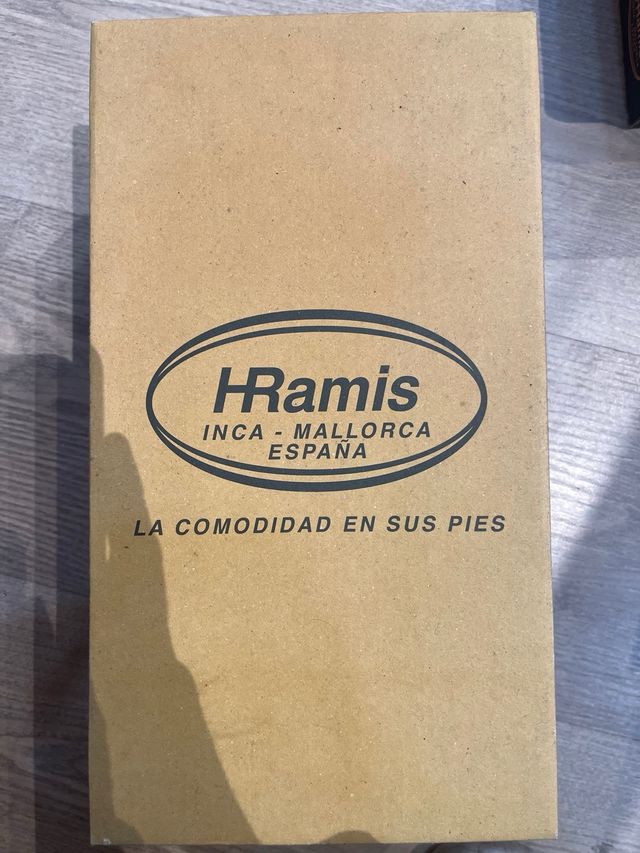 HRamis
INCA - MALLORCA
ESPAÑA
LA COMODIDAD EN SUS PIES